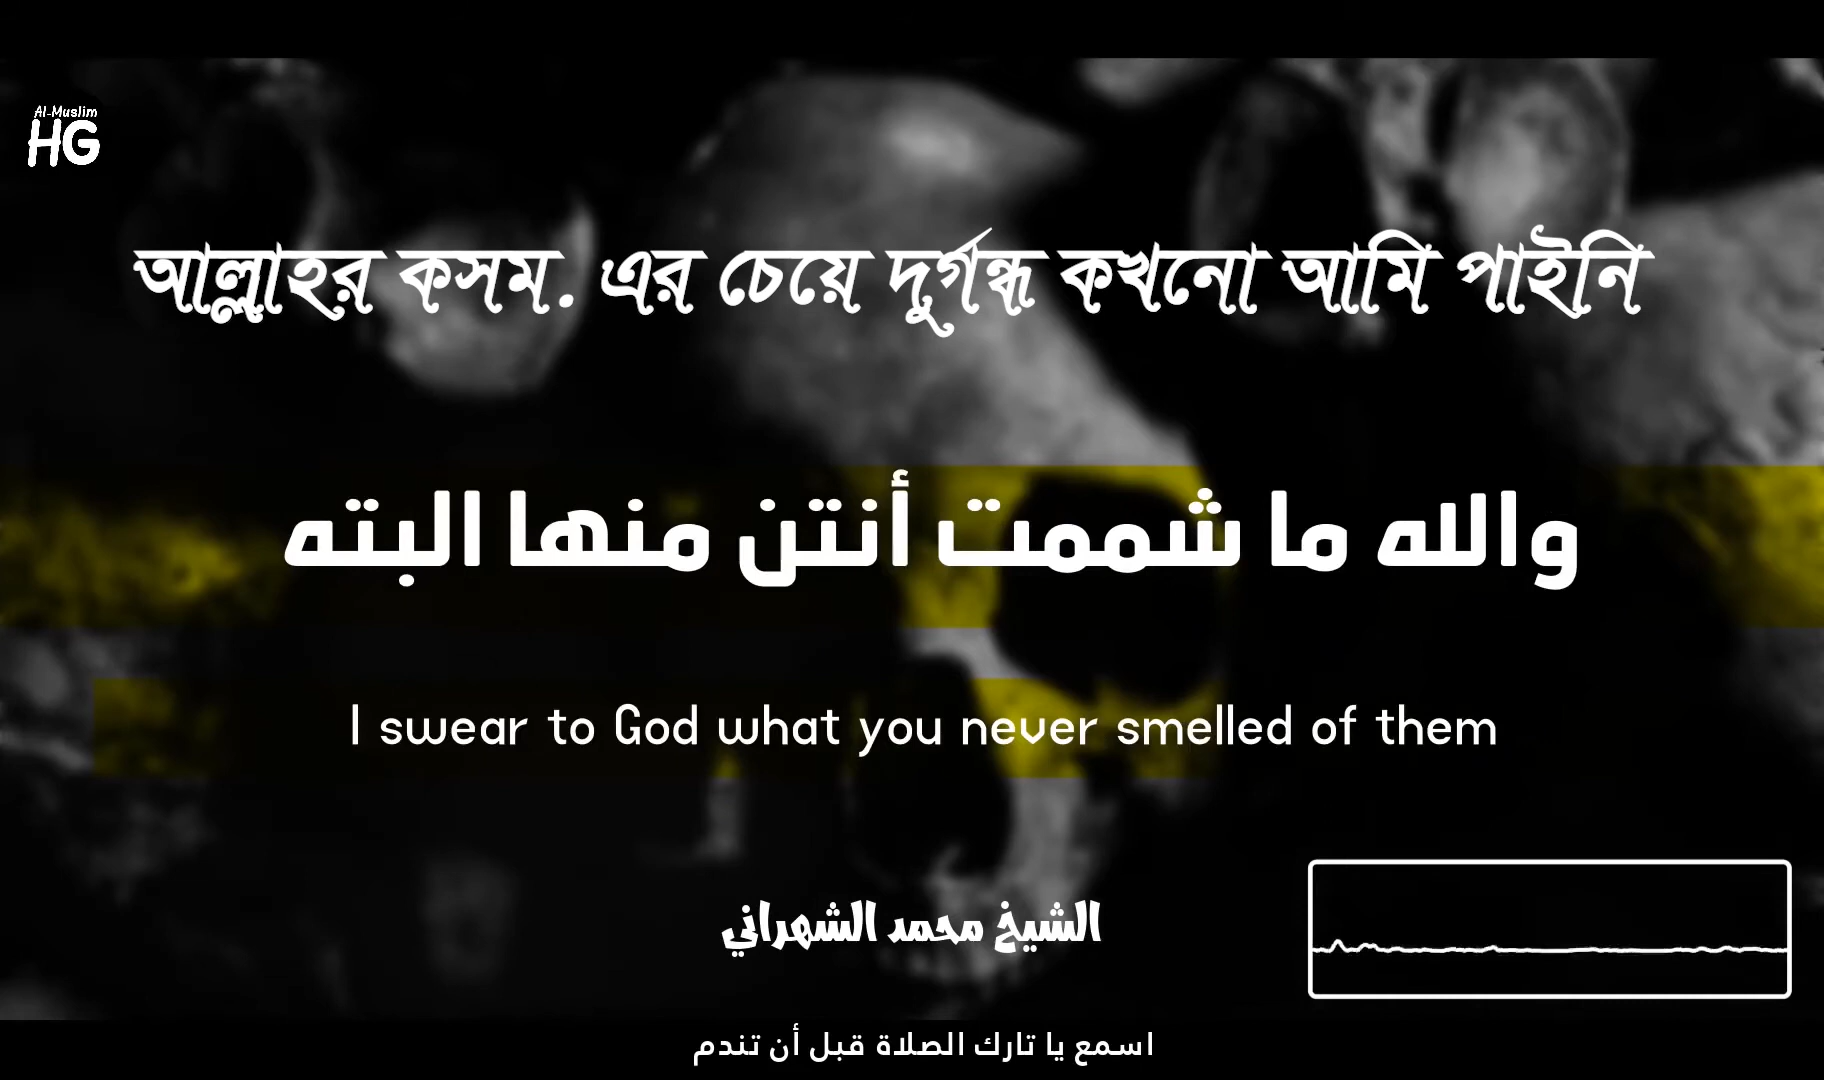 Al-Muslim
HG
আল্লাহর কসম. এর চেয়ে দুর্গন্ধ কখনো আমি পাইনি
والله ما شممت أنتن منها البته
I swear to God what you never smelled of them
الشيخ محمد الشهراني
اسمع يا تارك الصلاة قبل أن تندم